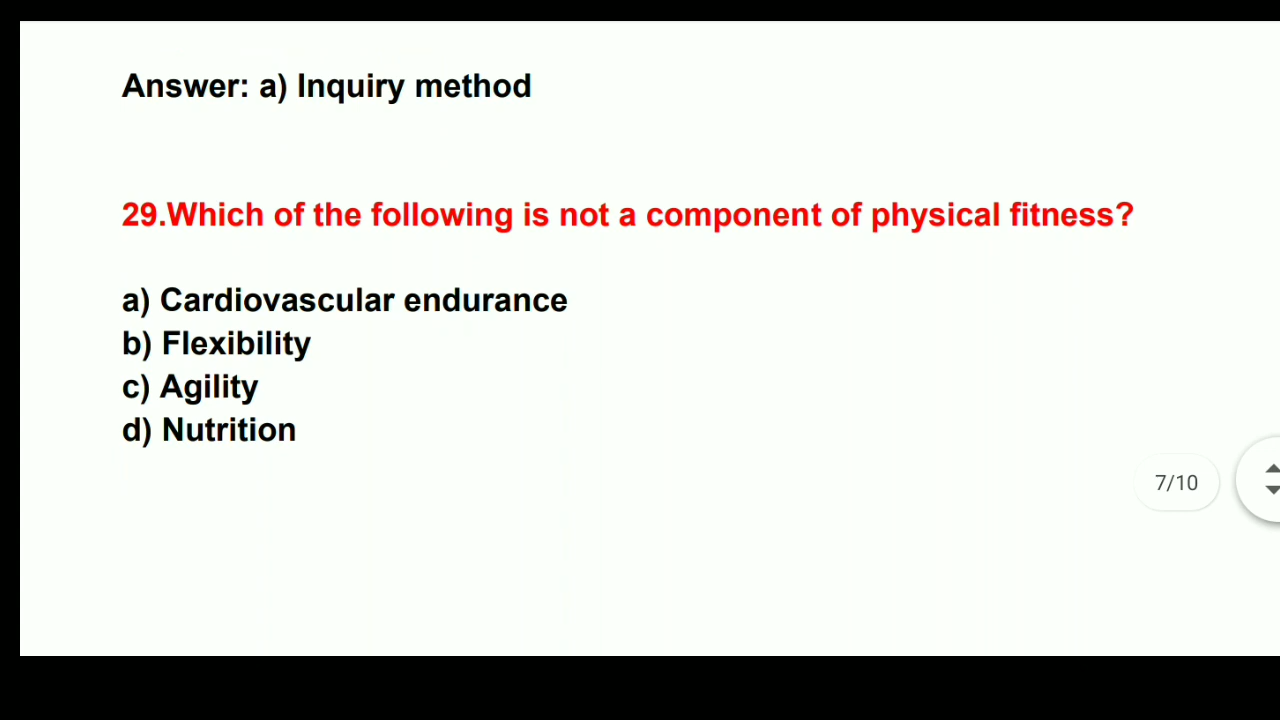 Answer: a) Inquiry method
29.Which of the following is not a component of physical fitness?
a) Cardiovascular endurance
b) Flexibility
c) Agility
d) Nutrition
7/10